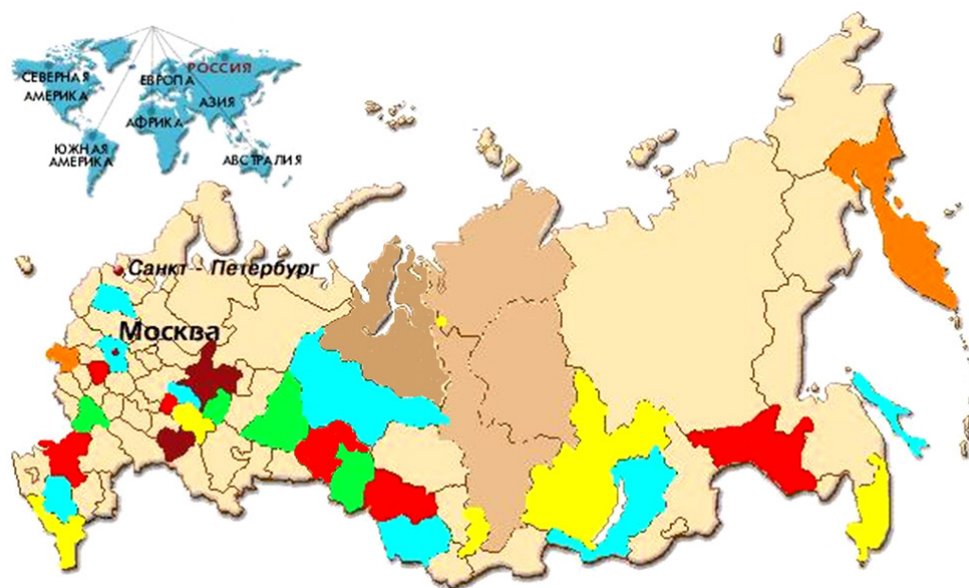 СЕВЕРНАЯ
АМЕРИКА
ЕВРОПА
РОССИЯ
АЗИЯ
АФРИКА
ЮЖНАЯ
АМЕРИКА
АВСТРАЛИЯ
Санкт - Петербург
Москва